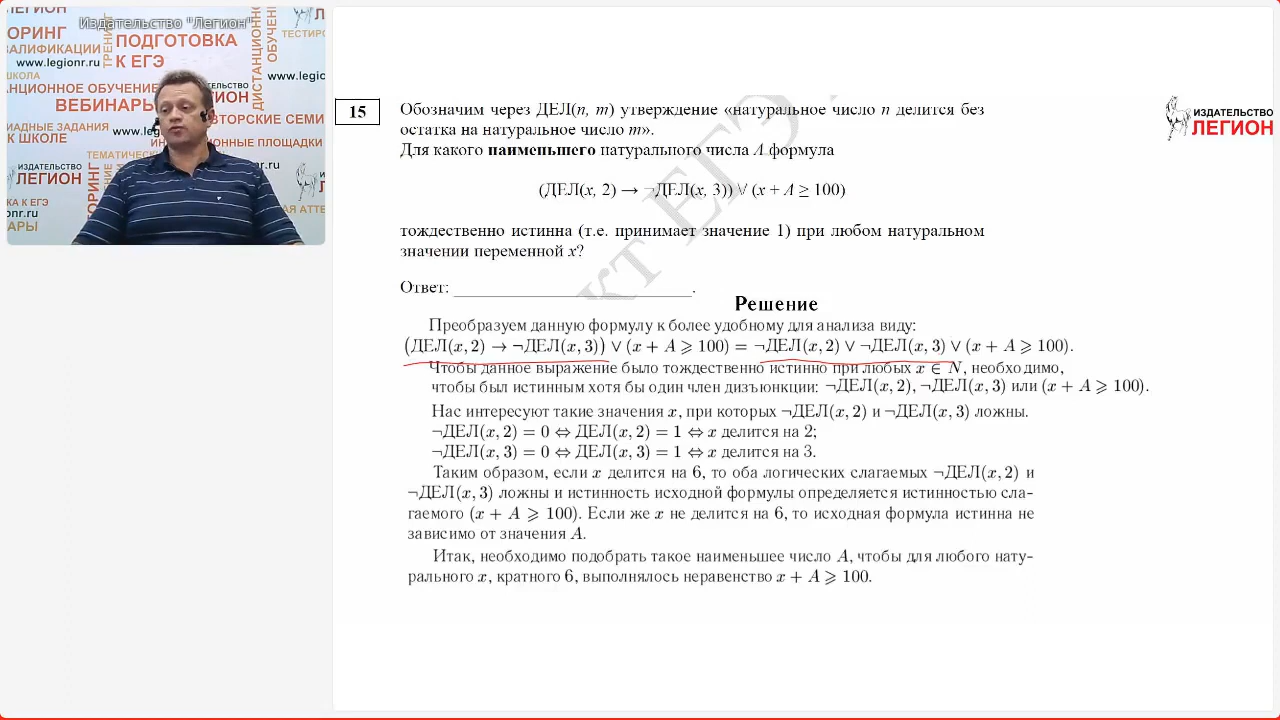 Издательство "Легион"
ЛЕГИОН
www.legionr.ru
ШКОЛА
ВЕБИНАРЫ
ПОДГОТОВКА
К ЕГЭ
ТРЕНИНГ
ДИСТАНЦИОННОЕ ОБУЧЕНИЕ
К ШКОЛЕ
ИЗДАТЕЛЬСТВО
ЛЕГИОН
15
Обозначим через ДЕЛ(n, m) утверждение «натуральное число n делится без
остатка на натуральное число m».
Для какого наименьшего натурального числа A формула
(ДЕЛ(x, 2) → ¬ДЕЛ(x, 3)) \/ (x + A ≥ 100)
тождественно истинна (т.е. принимает значение 1) при любом натуральном
значении переменной x?
Ответ: ___________________________.
ИЗДАТЕЛЬСТВО
ЛЕГИОН
Решение
Преобразуем данную формулу к более удобному для анализа виду:
(ДЕЛ(x, 2) → ¬ДЕЛ(x, 3)) ∨ (x + A ⩾ 100) = ¬ДЕЛ(x, 2) ∨ ¬ДЕЛ(x, 3) ∨ (x + A ⩾ 100).
Чтобы данное выражение было тождественно истинно при любых x ∈ N, необходимо,
чтобы был истинным хотя бы один член дизъюнкции: ¬ДЕЛ(x, 2), ¬ДЕЛ(x, 3) или (x + A ⩾ 100).
Нас интересуют такие значения x, при которых ¬ДЕЛ(x, 2) и ¬ДЕЛ(x, 3) ложны.
¬ДЕЛ(x, 2) = 0 ⇔ ДЕЛ(x, 2) = 1 ⇔ x делится на 2;
¬ДЕЛ(x, 3) = 0 ⇔ ДЕЛ(x, 3) = 1 ⇔ x делится на 3.
Таким образом, если x делится на 6, то оба логических слагаемых ¬ДЕЛ(x, 2) и
¬ДЕЛ(x, 3) ложны и истинность исходной формулы определяется истинностью сла-
гаемого (x + A ⩾ 100). Если же x не делится на 6, то исходная формула истинна не
зависимо от значения A.
Итак, необходимо подобрать такое наименьшее число A, чтобы для любого нату-
рального x, кратного 6, выполнялось неравенство x + A ⩾ 100.